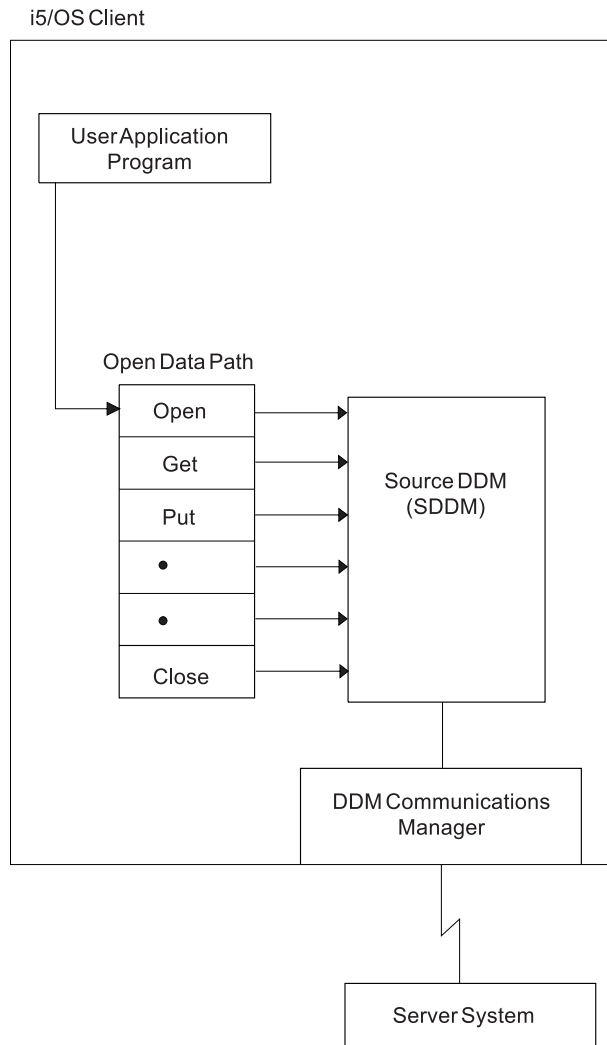 i5/OS Client
User Application
Program
Open Data Path
Open
Get
Put
•
•
Close
Source DDM
(SDDM)
DDM Communications
Manager
Server System